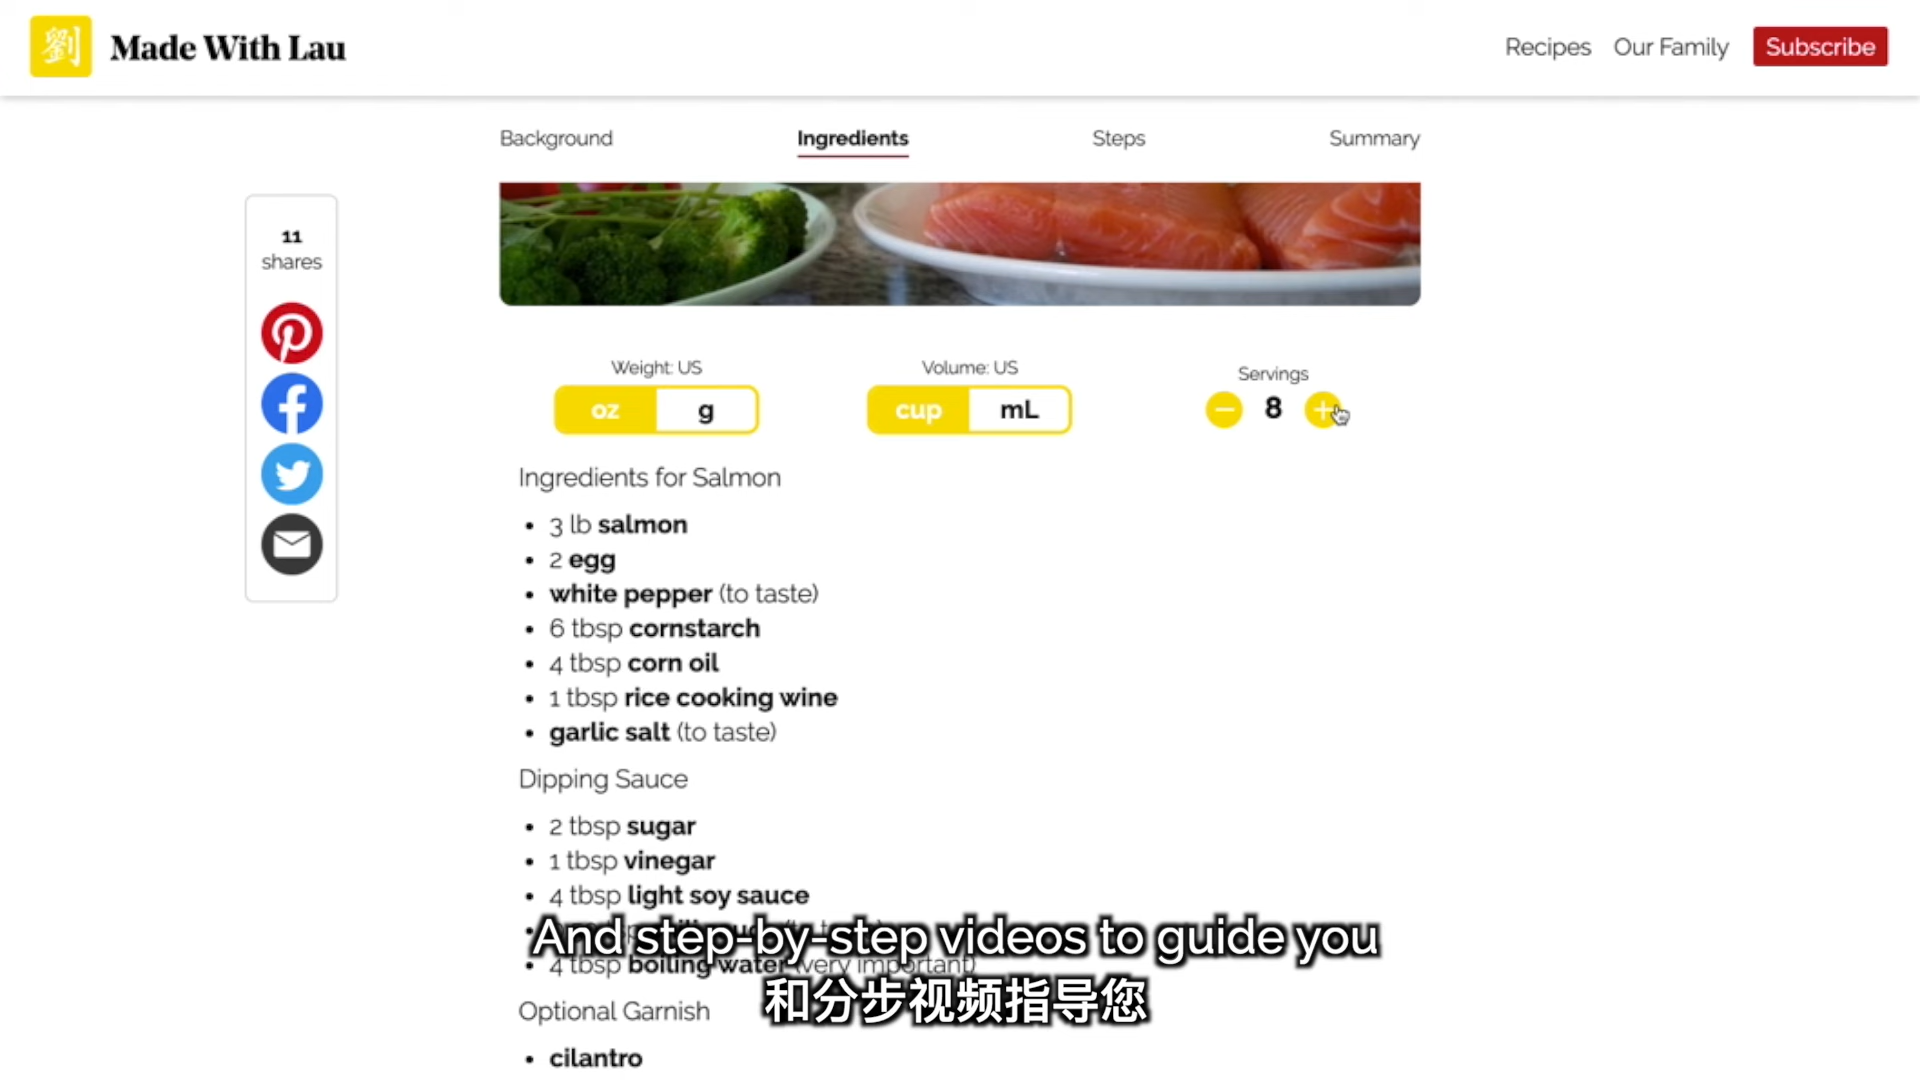 劉 Made With Lau
Recipes Our Family Subscribe
Background Ingredients Steps Summary
11
shares
Weight: US
oz g
Volume: US
cup mL
Servings
8
Ingredients for Salmon
3 lb salmon
2 egg
white pepper (to taste)
6 tbsp cornstarch
4 tbsp corn oil
1 tbsp rice cooking wine
garlic salt (to taste)
Dipping Sauce
2 tbsp sugar
1 tbsp vinegar
4 tbsp light soy sauce
4 tbsp boiling water (very important)
And step-by-step videos to guide you
和分步视频指导您
Optional Garnish
cilantro